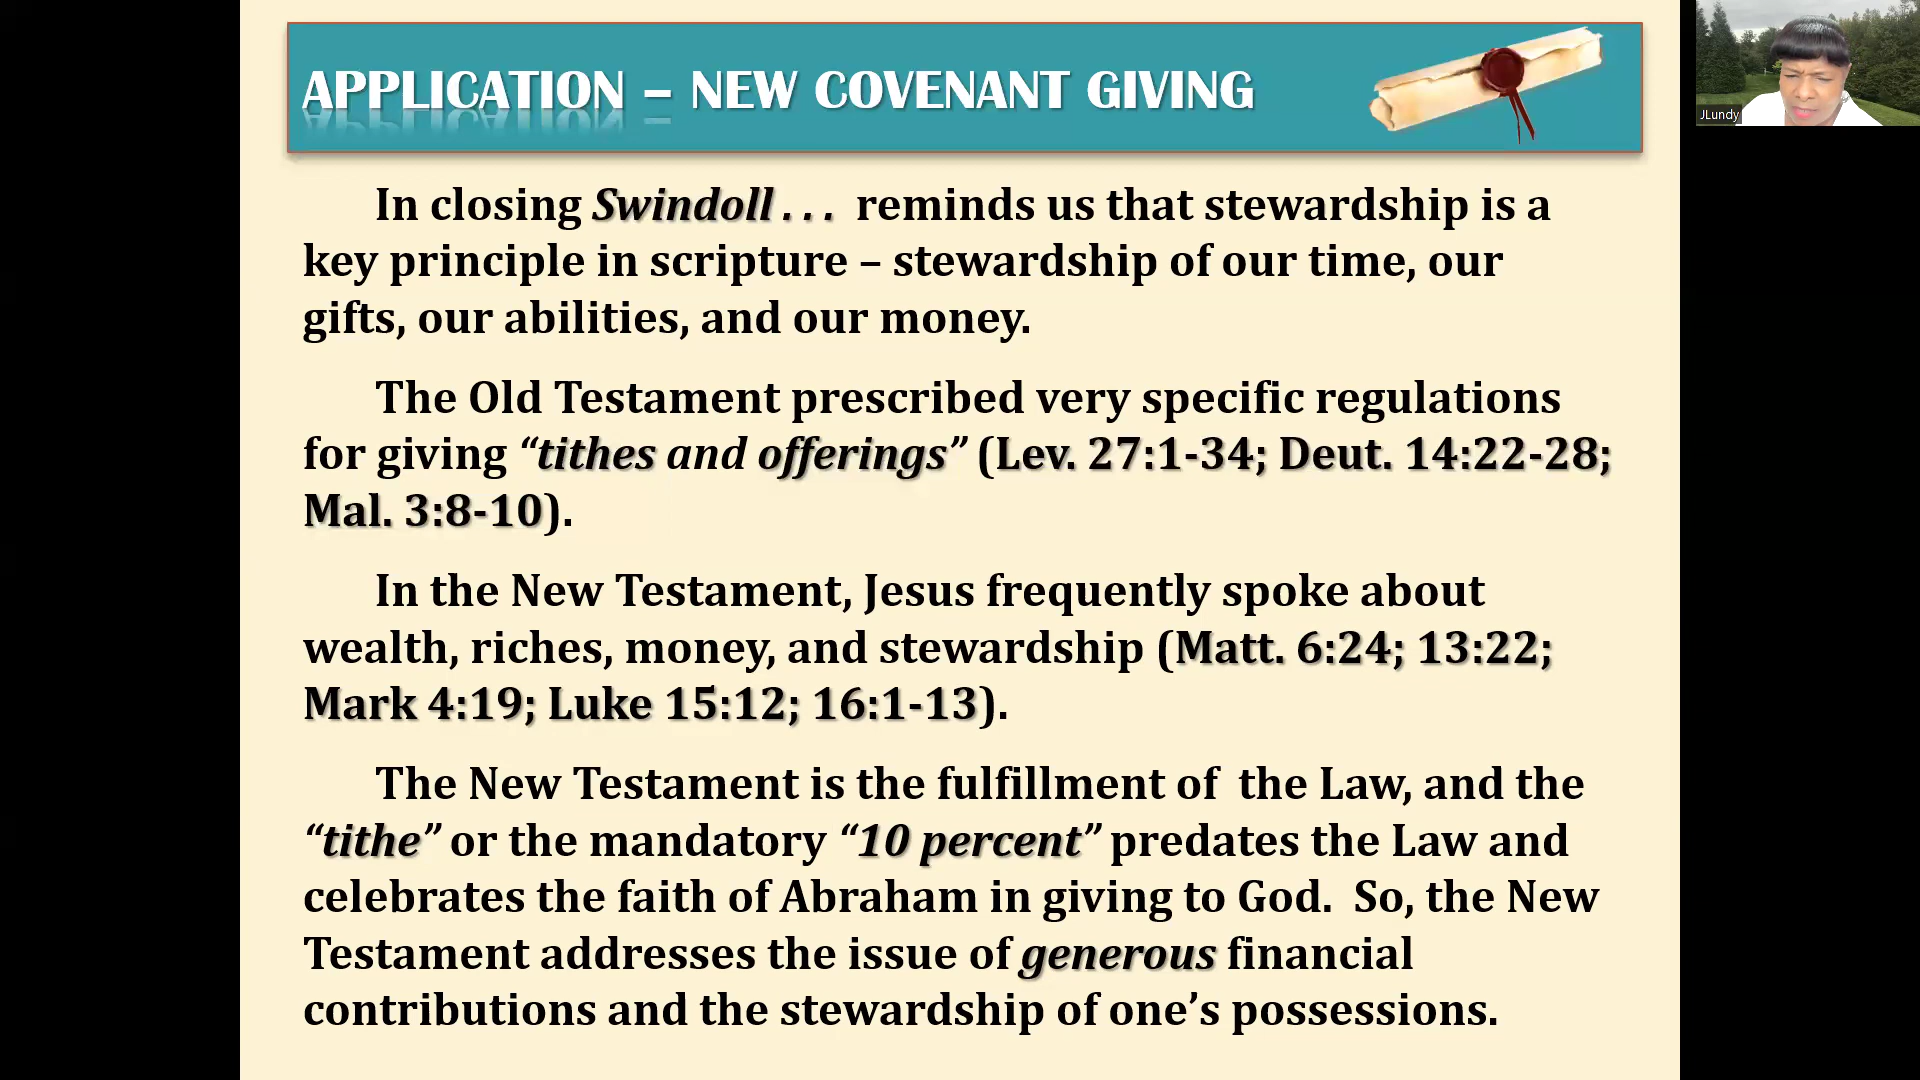 APPLICATION – NEW COVENANT GIVING
JLundy
In closing Swindoll . . . reminds us that stewardship is a
key principle in scripture – stewardship of our time, our
gifts, our abilities, and our money.
The Old Testament prescribed very specific regulations
for giving “tithes and offerings” (Lev. 27:1-34; Deut. 14:22-28;
Mal. 3:8-10).
In the New Testament, Jesus frequently spoke about
wealth, riches, money, and stewardship (Matt. 6:24; 13:22;
Mark 4:19; Luke 15:12; 16:1-13).
The New Testament is the fulfillment of the Law, and the
“tithe” or the mandatory “10 percent” predates the Law and
celebrates the faith of Abraham in giving to God. So, the New
Testament addresses the issue of generous financial
contributions and the stewardship of one’s possessions.